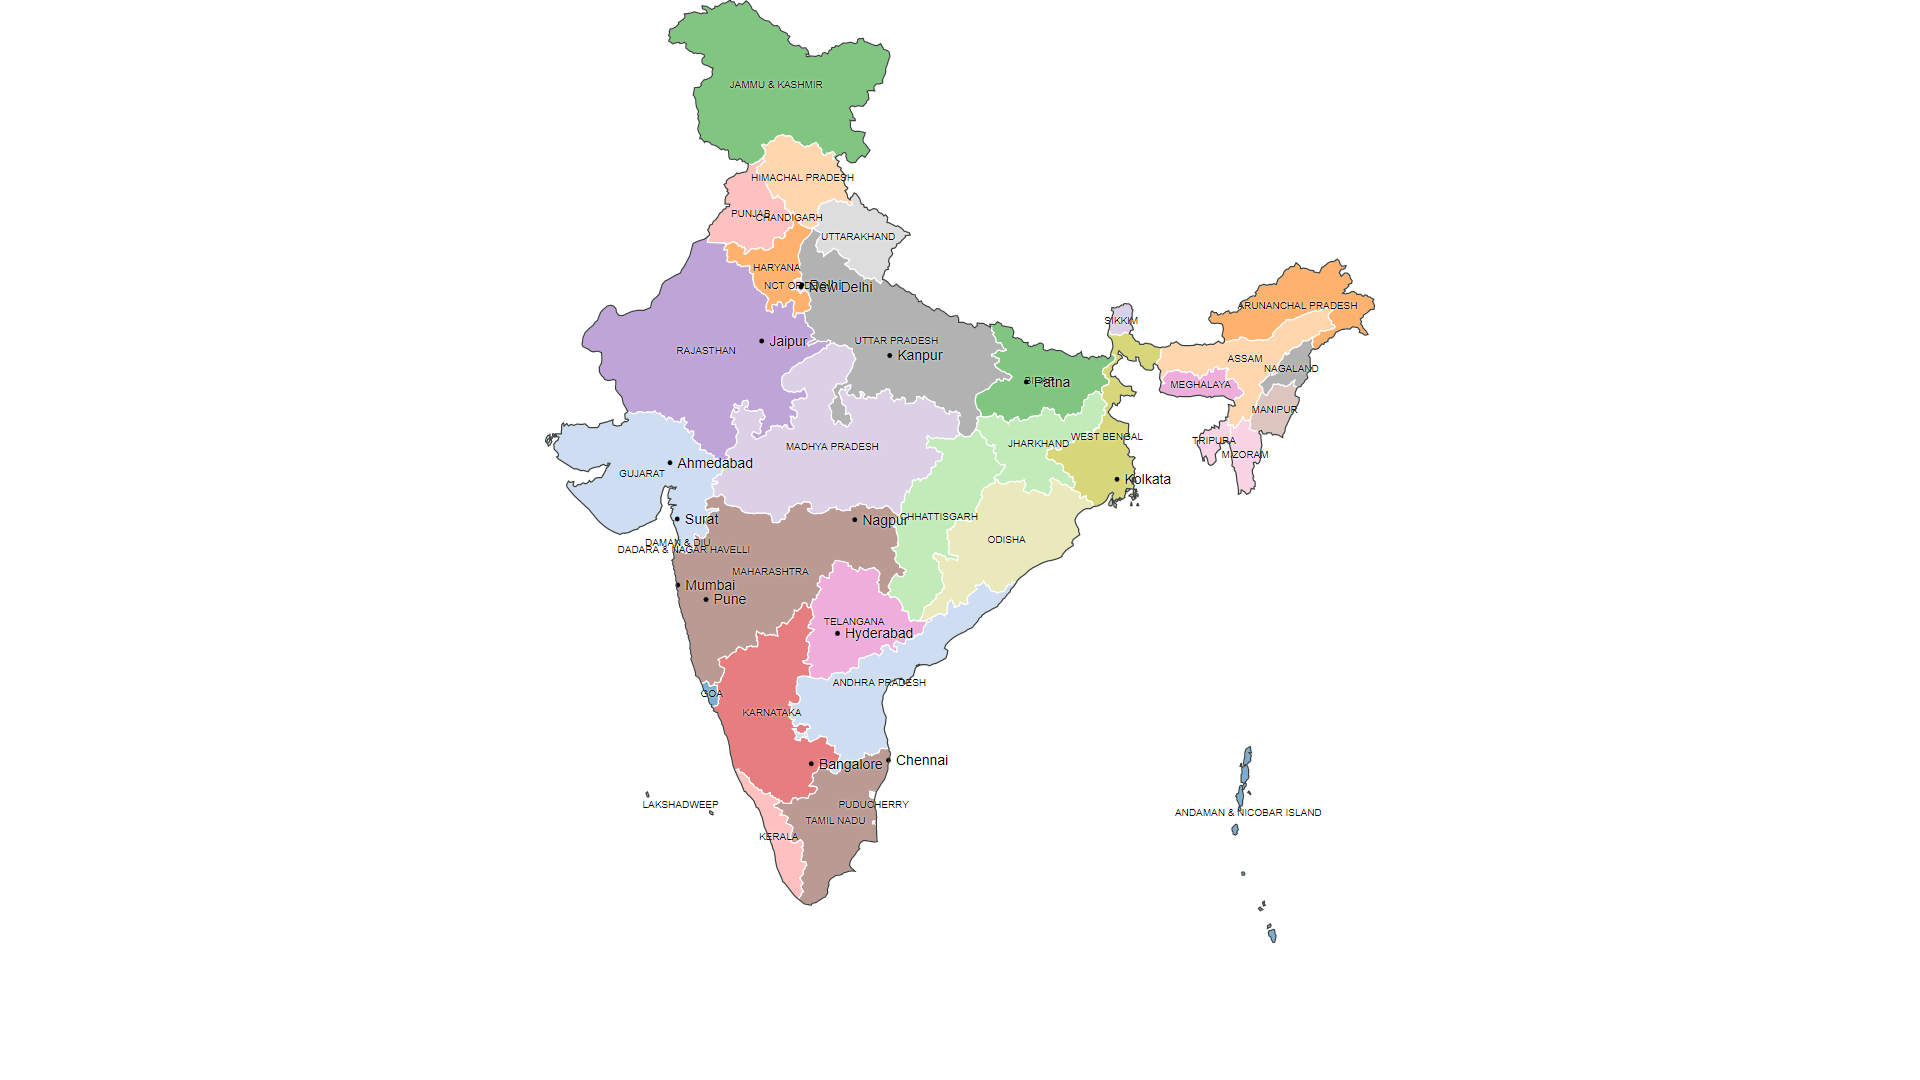 JAMMU & KASHMIR
HIMACHAL PRADESH
PUNJAB
CHANDIGARH
UTTARAKHAND
HARYANA
NCT OF
Delhi
New Delhi
ARUNANCHAL PRADESH
SIKKIM
UTTAR PRADESH
Jaipur
RAJASTHAN
Kanpur
ASSAM
NAGALAND
BIHAR
Patna
MEGHALAYA
MANIPUR
WEST BENGAL
TRIPURA
JHARKHAND
MADHYA PRADESH
MIZORAM
Ahmedabad
GUJARAT
Kolkata
Surat
Nagpur
CHHATTISGARH
ODISHA
DAMAN & DIU
DADARA & NAGAR HAVELLI
MAHARASHTRA
Mumbai
Pune
TELANGANA
Hyderabad
ANDHRA PRADESH
GOA
KARNATAKA
Chennai
Bangalore
LAKSHADWEEP
PUDUCHERRY
ANDAMAN & NICOBAR ISLAND
TAMIL NADU
KERALA